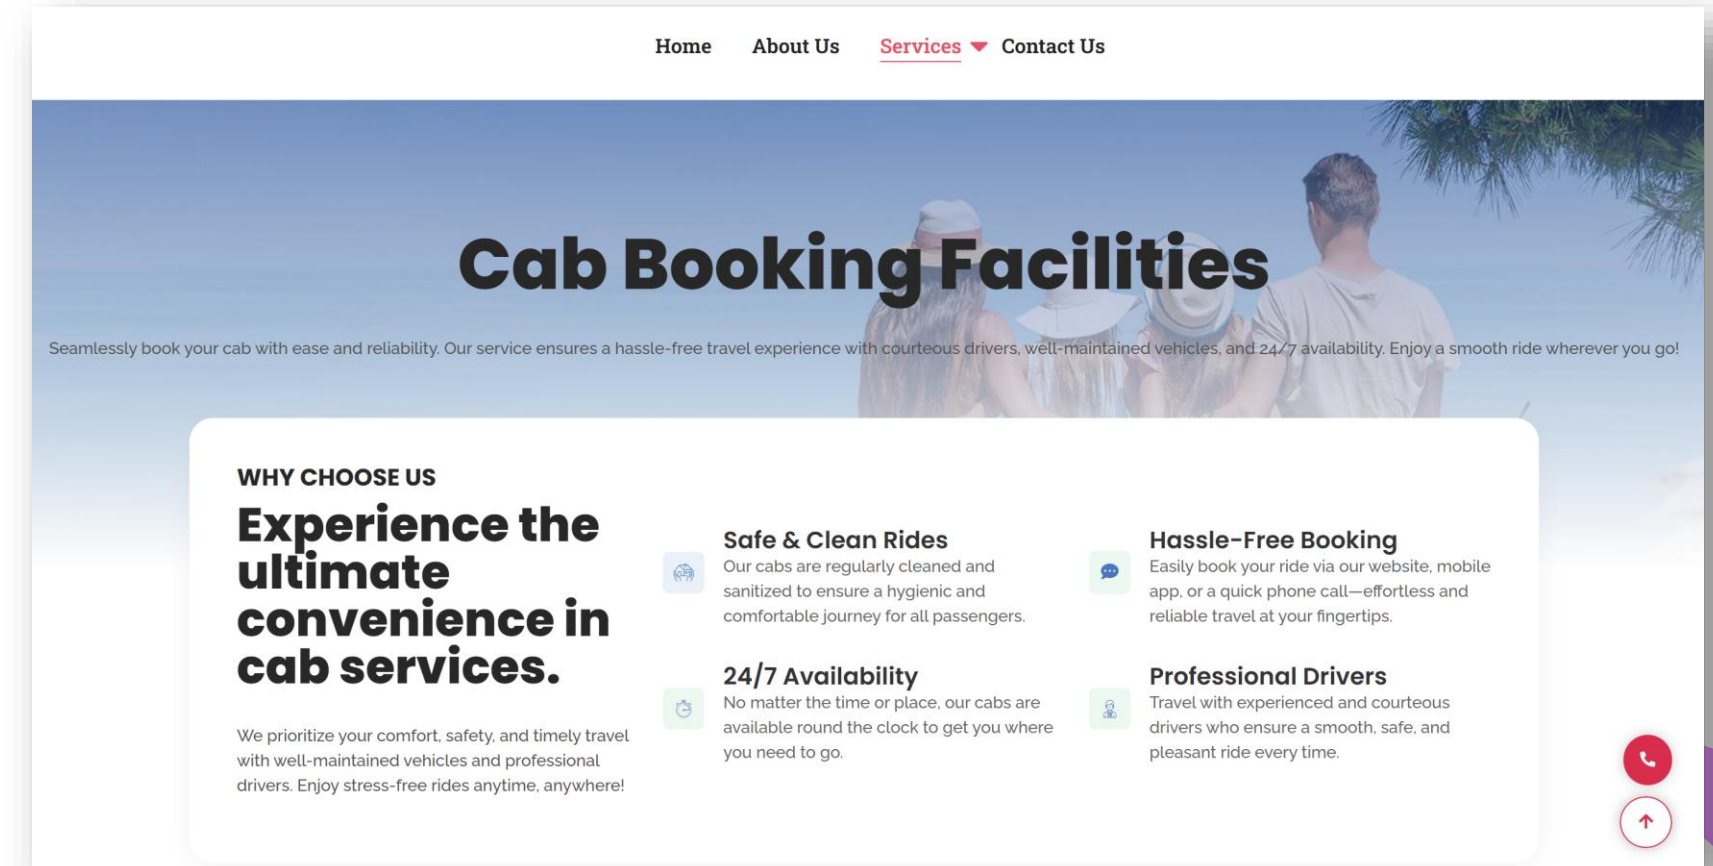 Home About Us Services Contact Us
Cab Booking Facilities
Seamlessly book your cab with ease and reliability. Our service ensures a hassle-free travel experience with courteous drivers, well-maintained vehicles, and 24/7 availability. Enjoy a smooth ride wherever you go!
WHY CHOOSE US
Experience the
ultimate
convenience in
cab services.
We prioritize your comfort, safety, and timely travel
with well-maintained vehicles and professional
drivers. Enjoy stress-free rides anytime, anywhere!
Safe & Clean Rides
Our cabs are regularly cleaned and
sanitized to ensure a hygienic and
comfortable journey for all passengers.
Hassle-Free Booking
Easily book your ride via our website, mobile
app, or a quick phone call—effortless and
reliable travel at your fingertips.
24/7 Availability
No matter the time or place, our cabs are
available round the clock to get you where
you need to go.
Professional Drivers
Travel with experienced and courteous
drivers who ensure a smooth, safe, and
pleasant ride every time.